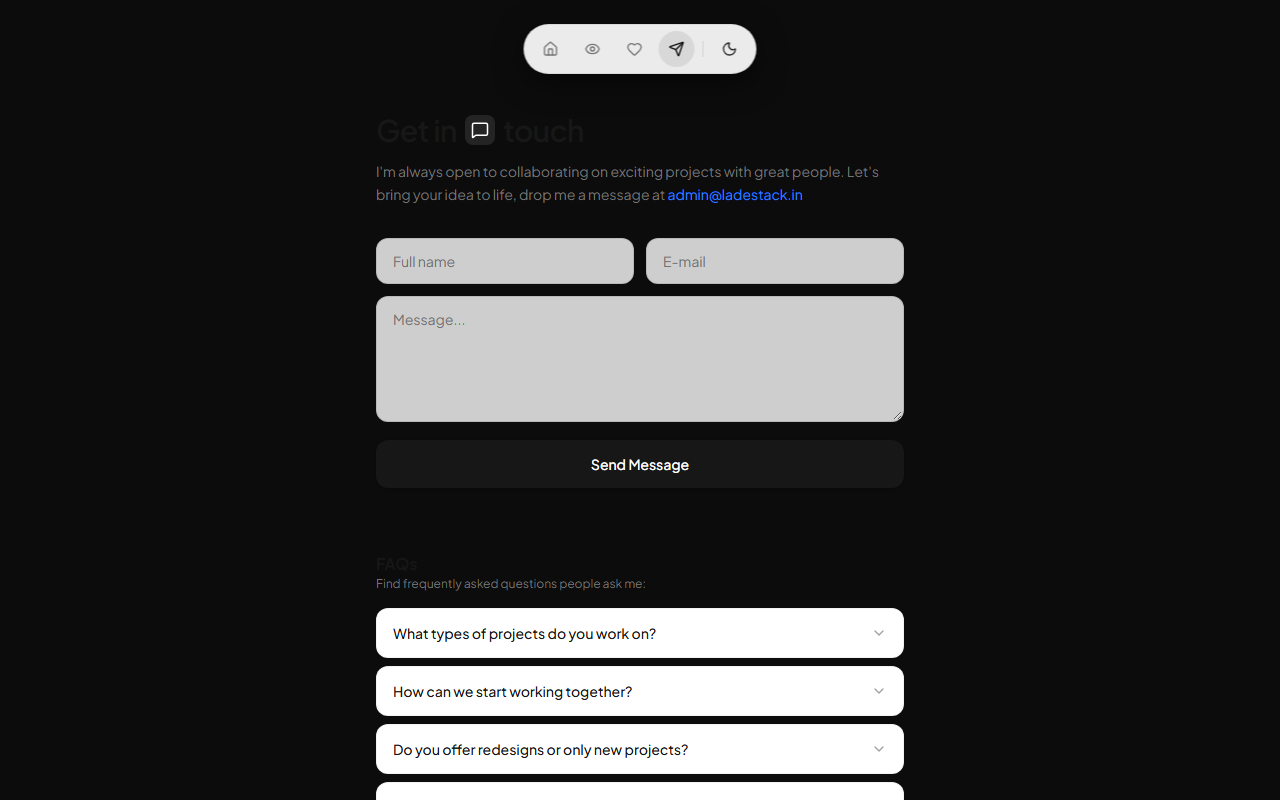 Get in touch
I'm always open to collaborating on exciting projects with great people. Let's
bring your idea to life, drop me a message at admin@ladestack.in
Full name
E-mail
Message...
Send Message
FAQs
Find frequently asked questions people ask me:
What types of projects do you work on?
How can we start working together?
Do you offer redesigns or only new projects?